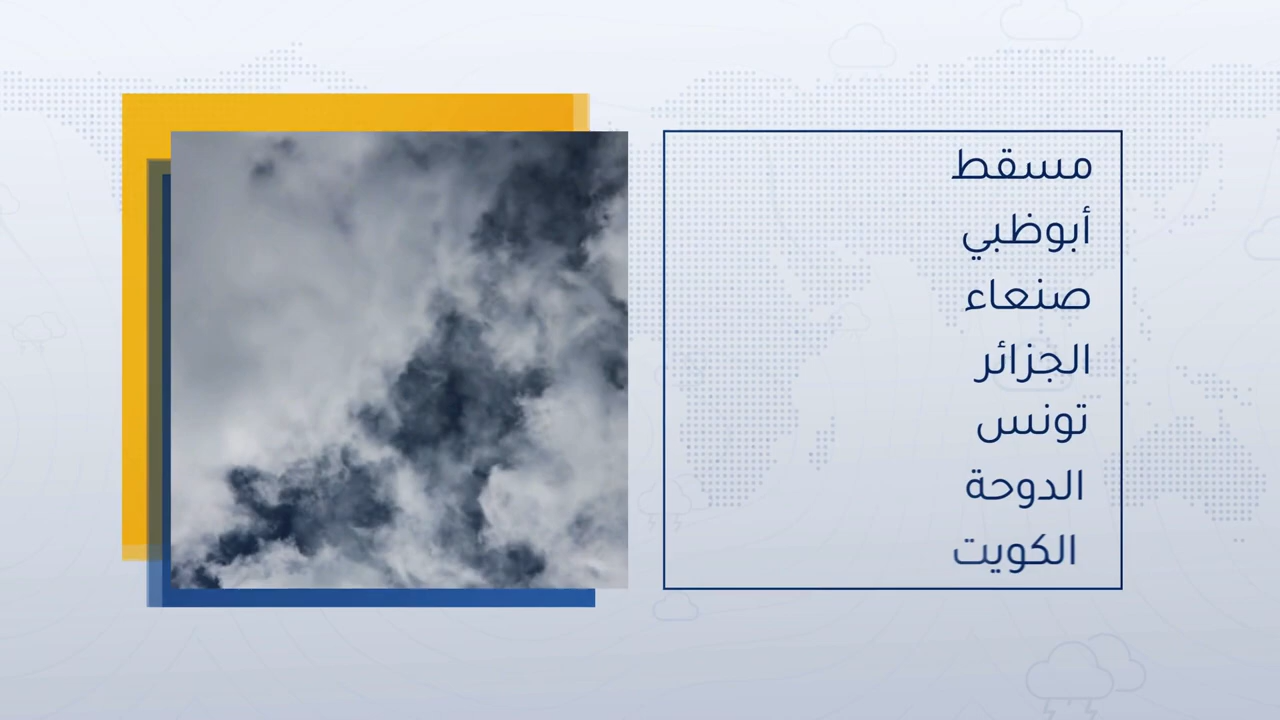 مسقط
أبوظبي
صنعاء
الجزائر
تونس
الدوحة
الكويت